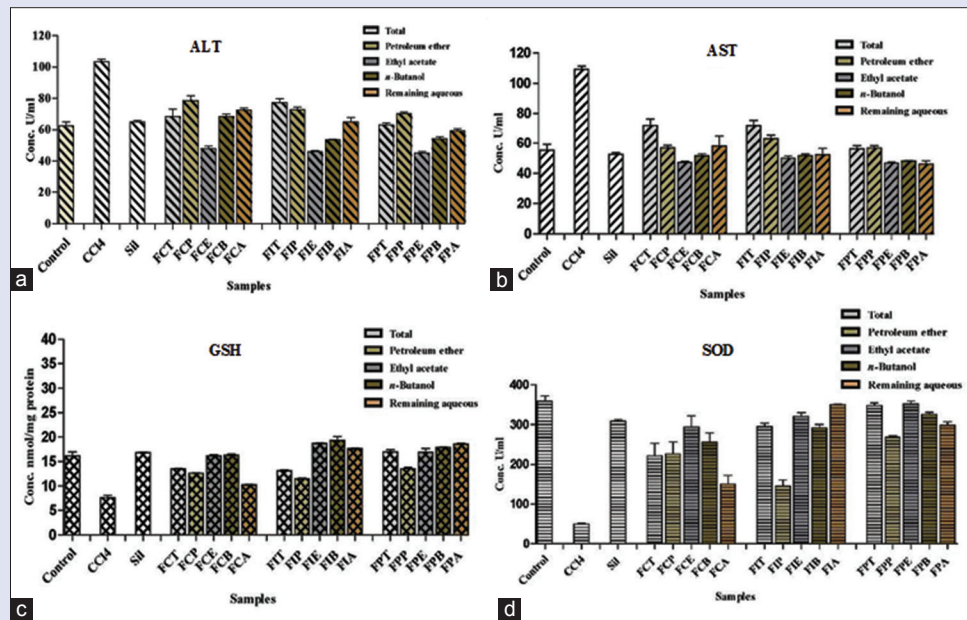 ALT
Total
Petroleum ether
Ethyl acetate
n-Butanol
Remaining aqueous
Conc. U/ml
120
100
80
60
40
20
0
Control
CCl4
Sil
FCT
FCP
FCE
FCB
FCA
FIT
FIP
FIE
FIB
FIA
FPT
FPP
FPE
FPB
FPA
Samples
a
AST
Total
Petroleum ether
Ethyl acetate
n-Butanol
Remaining aqueous
Conc. U/ml
120
100
80
60
40
20
0
Control
CCl4
Sil
FCT
FCP
FCE
FCB
FCA
FIT
FIP
FIE
FIB
FIA
FPT
FPP
FPE
FPB
FPA
Samples
b
GSH
Total
Petroleum ether
Ethyl acetate
n-Butanol
Remaining aqueous
Conc. nmol/mg protein
40
35
30
25
20
15
10
5
0
Control
CCl4
Sil
FCT
FCP
FCE
FCB
FCA
FIT
FIP
FIE
FIB
FIA
FPT
FPP
FPE
FPB
FPA
Samples
c
SOD
Total
Petroleum ether
Ethyl acetate
n-Butanol
Remaining aqueous
Conc. U/ml
400
300
200
100
0
Control
CCl4
Sil
FCT
FCP
FCE
FCB
FCA
FIT
FIP
FIE
FIB
FIA
FPT
FPP
FPE
FPB
FPA
Samples
d